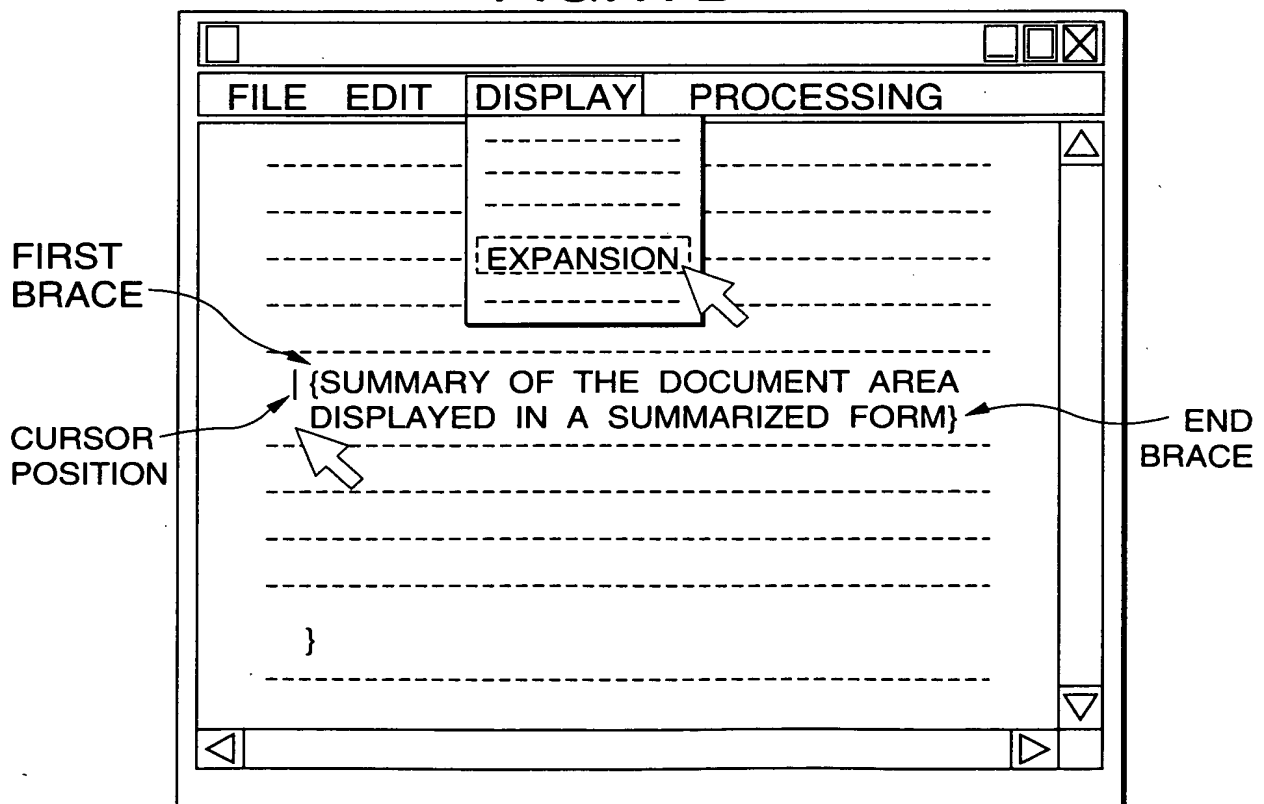 FILE EDIT DISPLAY PROCESSING
EXPANSION
FIRST
BRACE
{SUMMARY OF THE DOCUMENT AREA
DISPLAYED IN A SUMMARIZED FORM}
CURSOR
POSITION
END
BRACE
}